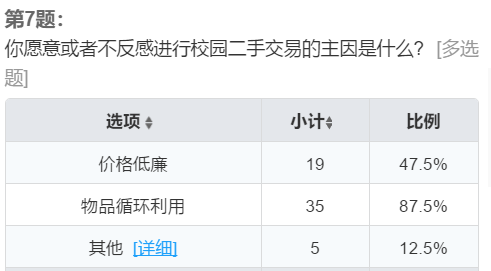 第7题：
你愿意或者不反感进行校园二手交易的主因是什么？ [多选
题]
选项 小计 比例
价格低廉 19 47.5%
物品循环利用 35 87.5%
其他 [详细] 5 12.5%